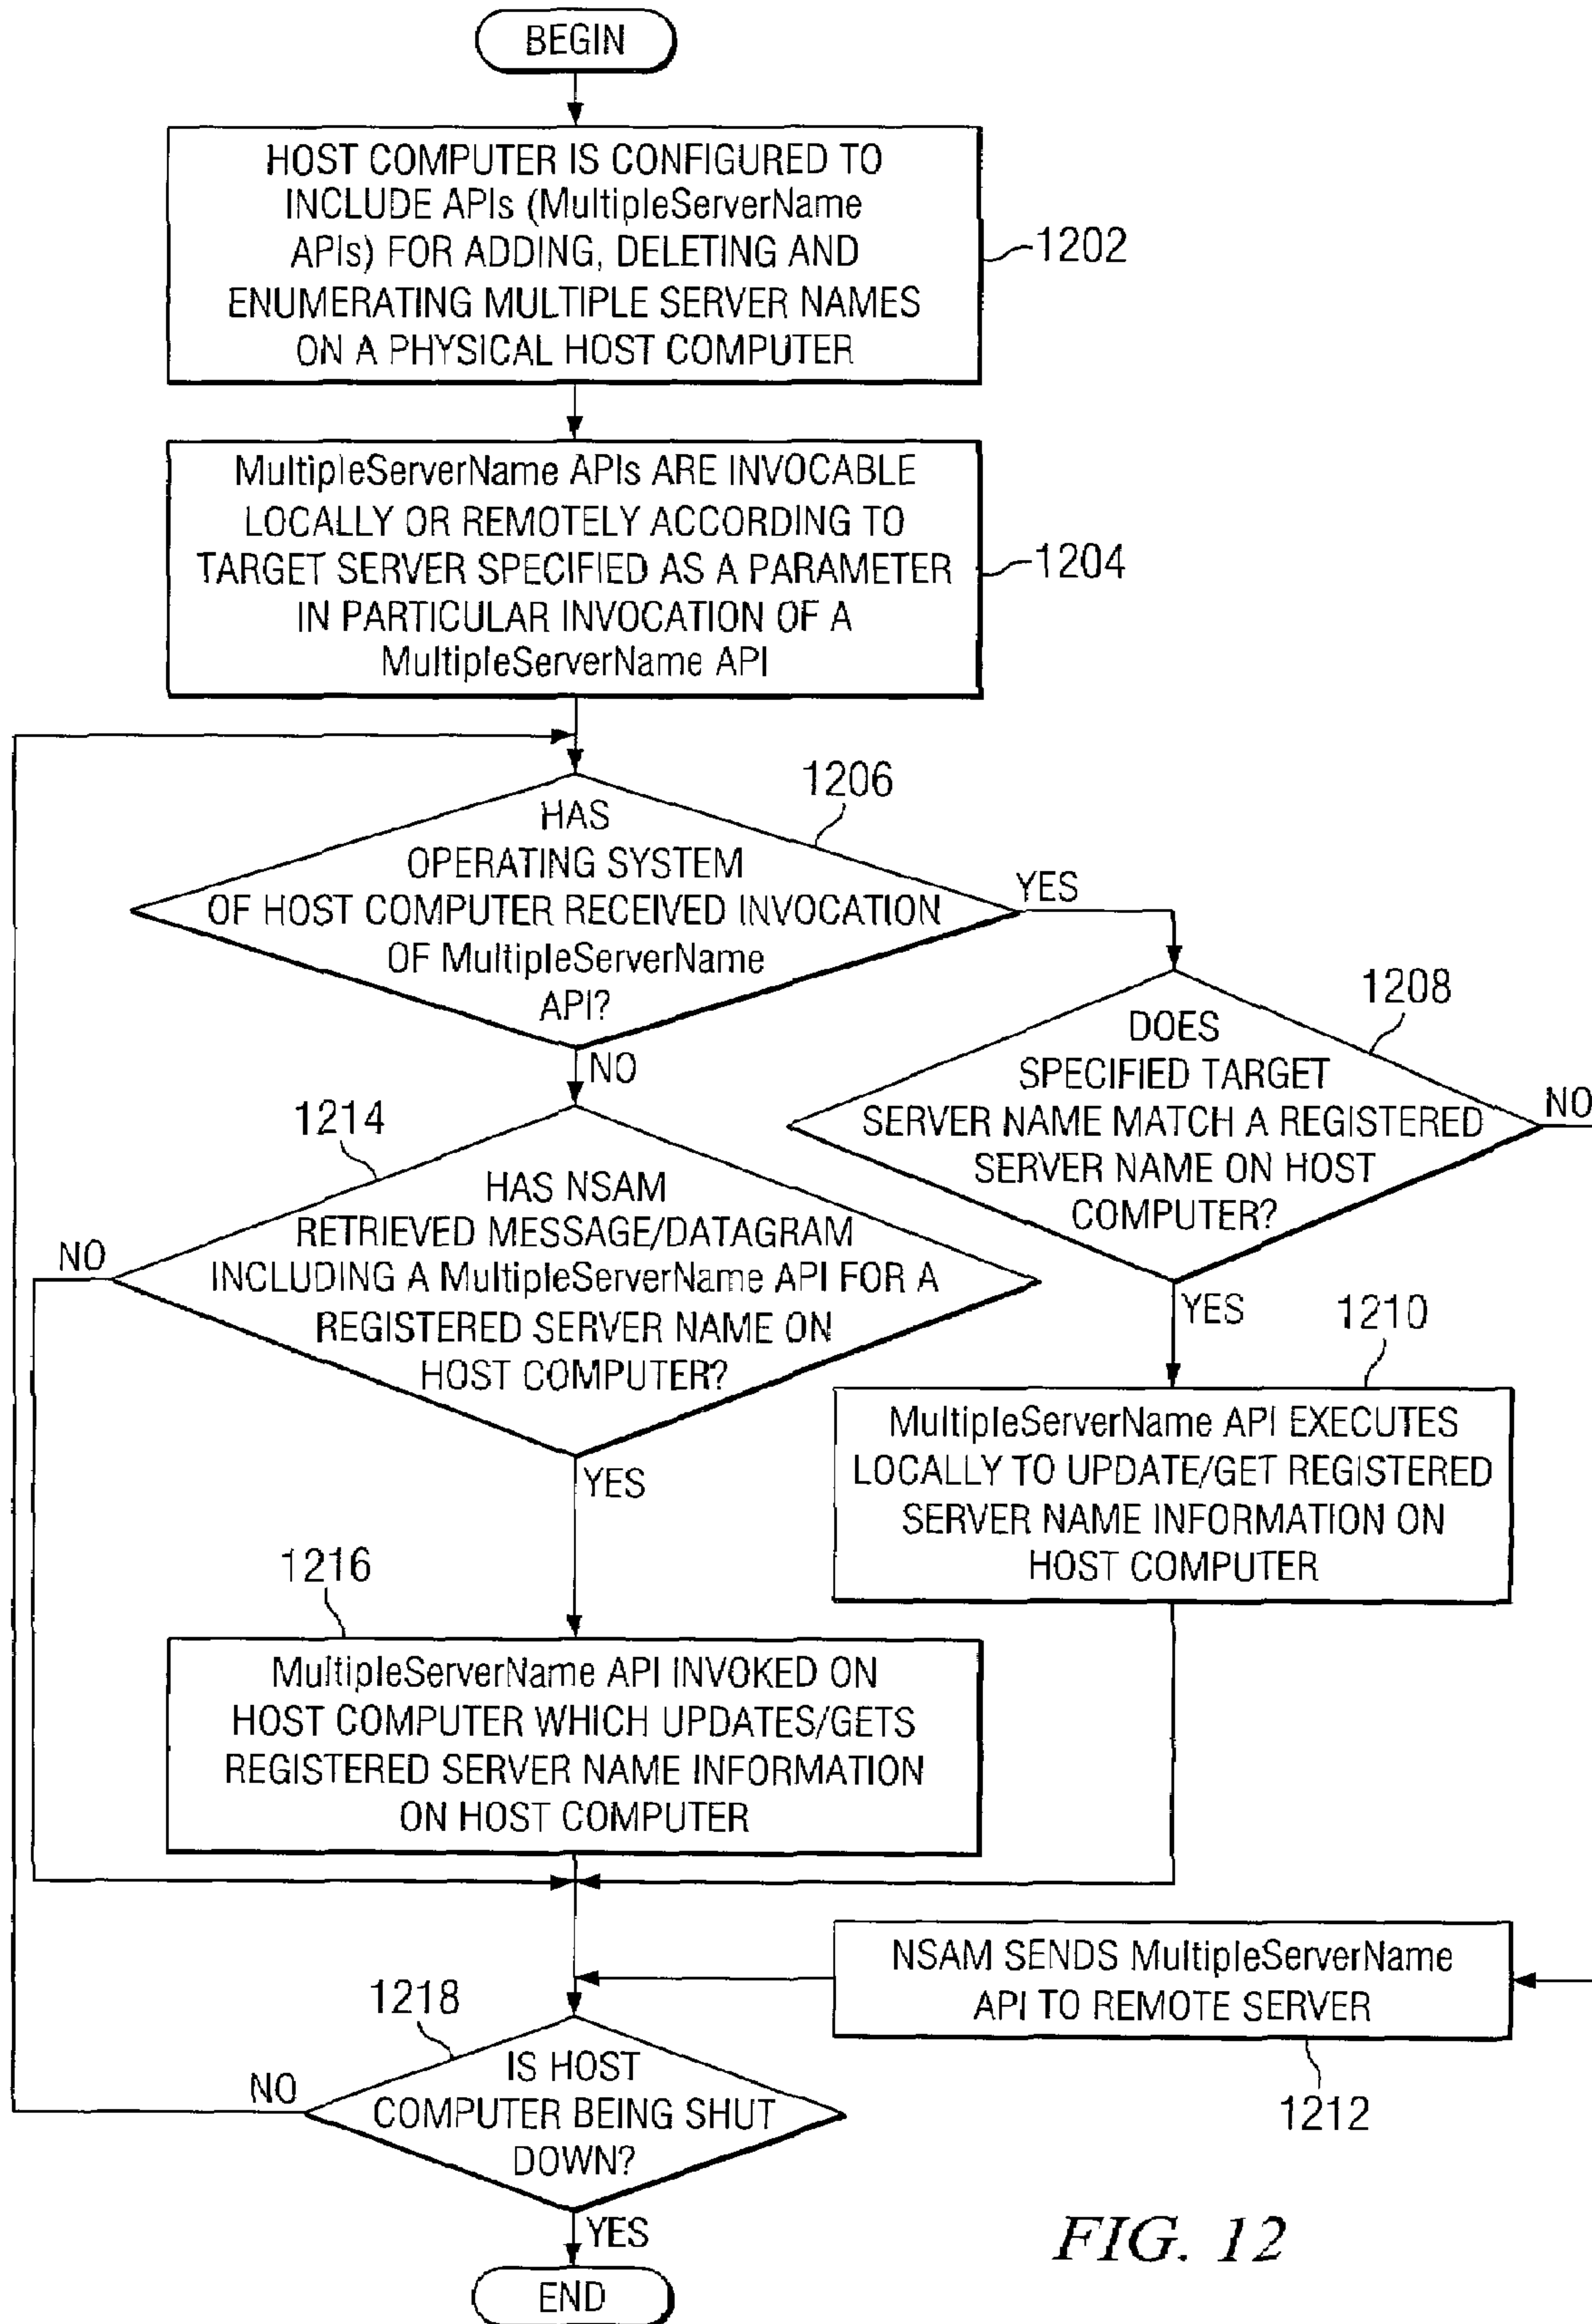 BEGIN
HOST COMPUTER IS CONFIGURED TO
INCLUDE APIs (MultipleServerName
APIs) FOR ADDING, DELETING AND
ENUMERATING MULTIPLE SERVER NAMES
ON A PHYSICAL HOST COMPUTER
1202
MultipleServerName APIs ARE INVOCABLE
LOCALLY OR REMOTELY ACCORDING TO
TARGET SERVER SPECIFIED AS A PARAMETER
IN PARTICULAR INVOCATION OF A
MultipleServerName API
1204
1206
HAS
OPERATING SYSTEM
OF HOST COMPUTER RECEIVED INVOCATION
OF MultipleServerName
API?
YES
NO
1208
DOES
SPECIFIED TARGET
SERVER NAME MATCH A REGISTERED
SERVER NAME ON HOST
COMPUTER?
NO
YES
1214
HAS NSAM
RETRIEVED MESSAGE/DATAGRAM
INCLUDING A MultipleServerName API FOR A
REGISTERED SERVER NAME ON
HOST COMPUTER?
NO
YES
1210
MultipleServerName API EXECUTES
LOCALLY TO UPDATE/GET REGISTERED
SERVER NAME INFORMATION ON
HOST COMPUTER
1216
MultipleServerName API INVOKED ON
HOST COMPUTER WHICH UPDATES/GETS
REGISTERED SERVER NAME INFORMATION
ON HOST COMPUTER
NSAM SENDS MultipleServerName
API TO REMOTE SERVER
1212
1218
IS HOST
COMPUTER BEING SHUT
DOWN?
NO
YES
END
FIG. 12